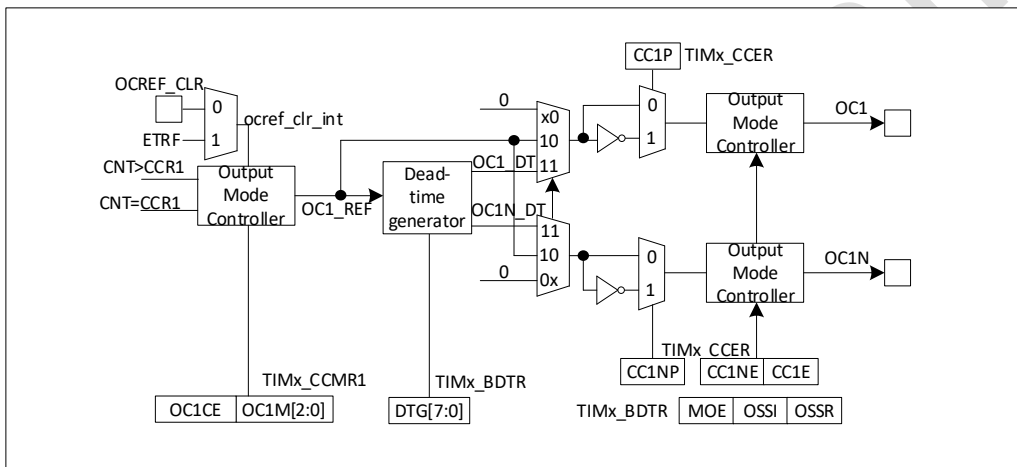 CC1P TIMx_CCER
OCREF_CLR
0
ocref_clr_int
ETRF
1
CNT>CCR1
CNT=CCR1
Output
Mode
Controller
OC1_REF
Dead-
time
generator
OC1_DT
OC1N_DT
0
x0
10
11
11
10
0x
0
0
1
0
1
Output
Mode
Controller
OC1
Output
Mode
Controller
OC1N
TIMx_CCER
CC1NP CC1NE CC1E
TIMx_CCMR1
OC1CE OC1M[2:0]
TIMx_BDTR
DTG[7:0]
TIMx_BDTR MOE OSSI OSSR